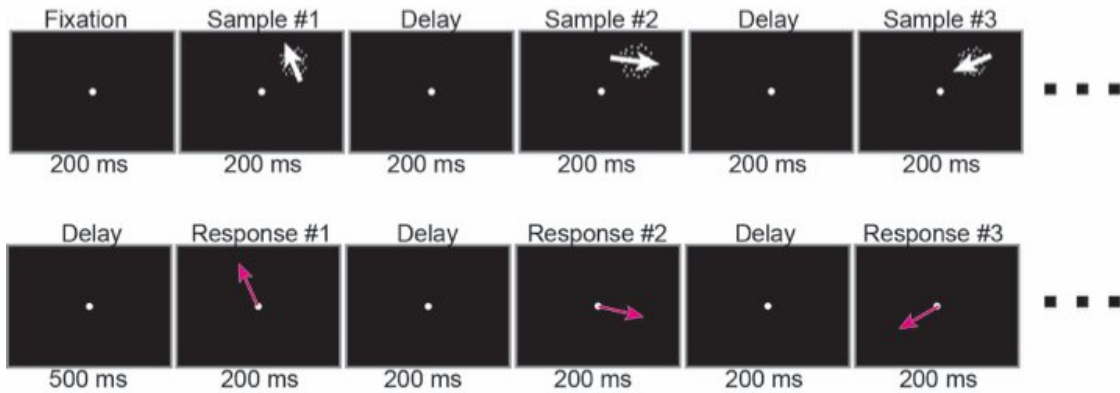 Fixation Sample #1 Delay Sample #2 Delay Sample #3
200 ms 200 ms 200 ms 200 ms 200 ms 200 ms
Delay Response #1 Delay Response #2 Delay Response #3
500 ms 200 ms 200 ms 200 ms 200 ms 200 ms